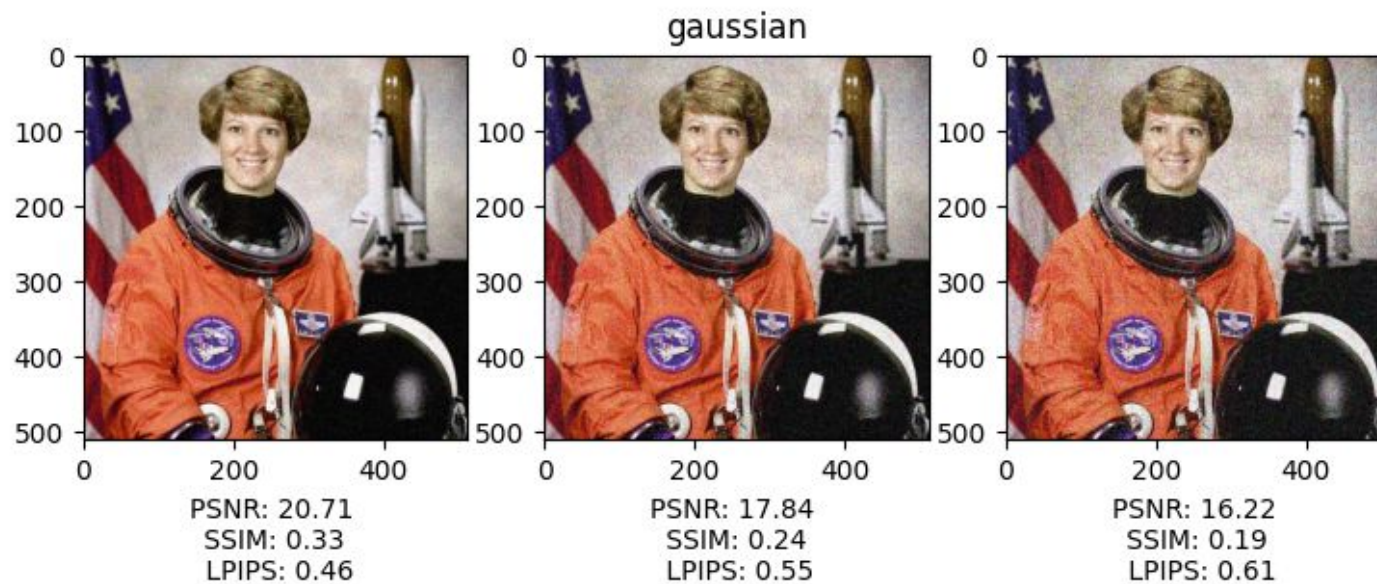 gaussian
0
100
200
300
400
500
0 200 400
0
100
200
300
400
500
0 200 400
0
100
200
300
400
500
0 200 400
PSNR: 20.71
SSIM: 0.33
LPIPS: 0.46
PSNR: 17.84
SSIM: 0.24
LPIPS: 0.55
PSNR: 16.22
SSIM: 0.19
LPIPS: 0.61